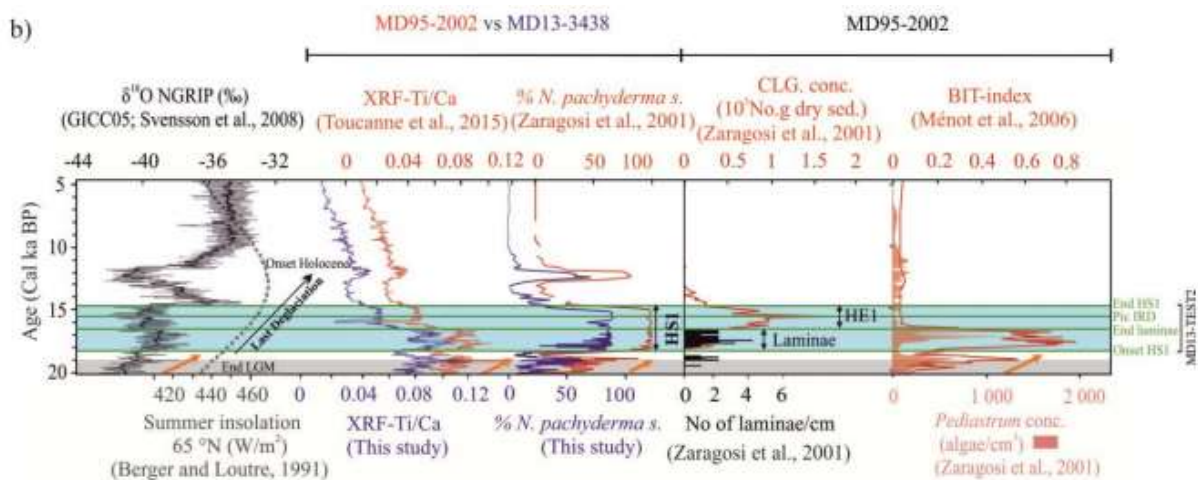 b)
MD95-2002 vs MD13-3438
MD95-2002
δ¹⁸O NGRIP (‰)
(GICC05; Svensson et al., 2008)
XRF-Ti/Ca
(Toucanne et al., 2015)
% N. pachyderma s.
Zaragosi et al., 2001)
CLG. conc.
(10³No.g dry sed.)
(Zaragosi et al., 2001)
BIT-index
(Ménot et al., 2006)
-44 -40 -36 -32
0 0.04 0.08 0.12
0 50 100
0 0.5 1 1.5 2
0 0.2 0.4 0.6 0.8
Age (Cal ka BP)
5
10
15
20
Onset Holocene
Last Deglaciation
End LGM
HS1
HE1
Laminae
End HS1
Pic IRD
End laminae
Onset HS1
MD13-TEST2
420 440 460
0 0.04 0.08 0.12
0 50 100
0 2 4 6
0 1 000 2 000
Summer insolation
65 °N (W/m²)
(Berger and Loutre, 1991)
XRF-Ti/Ca
(This study)
% N. pachyderma s.
(This study)
No of laminae/cm
(Zaragosi et al., 2001)
Pediastrum conc.
(algae/cm³)
(Zaragosi et al., 2001)